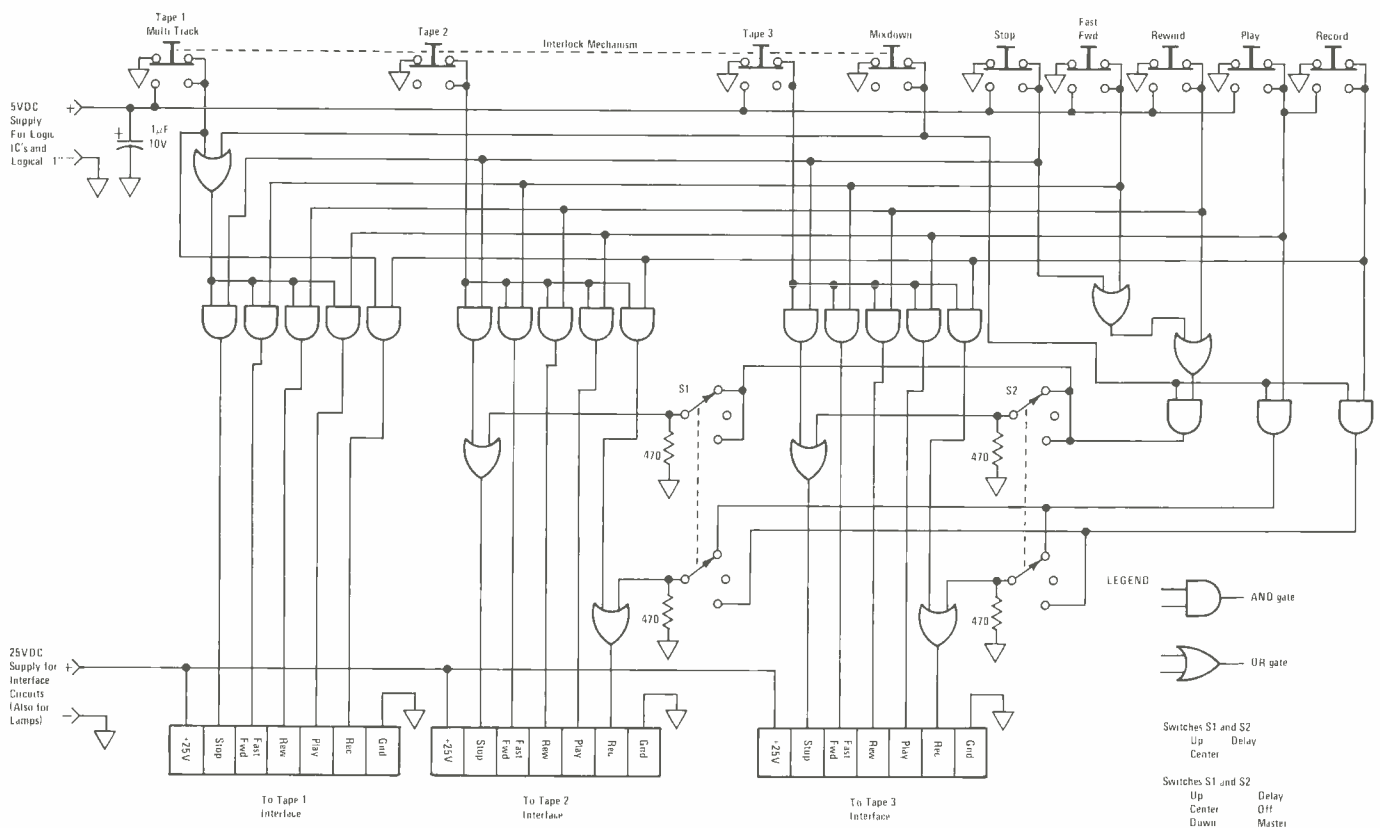 Tape 1
Multi Track
Tape 2
Interlock Mechanism
Tape 3
Mixdown
Stop
Fast
Fwd
Rewind
Play
Record
5VDC
Supply
For Logic
IC's and
Logical "1"
+
+
1µF
10V
S1
S2
470
470
470
470
LEGEND
AND gate
OR gate
25VDC
Supply for
Interface
Circuits
(Also for
Lamps)
+
-
+25V
Stop
Fast
Fwd
Rew
Play
Rec
Gnd
+25V
Stop
Fast
Fwd
Rew
Play
Rec
Gnd
+25V
Stop
Fast
Fwd
Rew
Play
Rec
Gnd
To Tape 1
Interface
To Tape 2
Interface
To Tape 3
Interface
Switches S1 and S2
Up Delay
Center
Switches S1 and S2
Up Delay
Center Off
Down Master